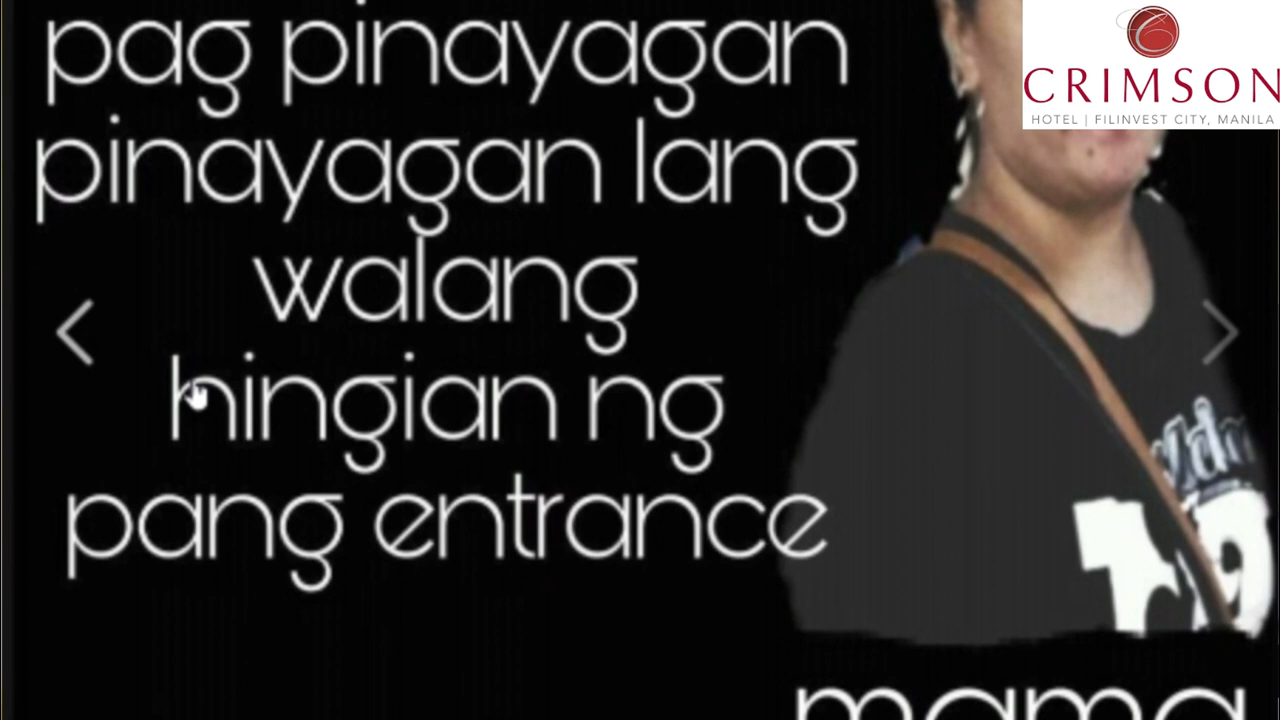 pag pinayagan
pinayagan lang
walang
hingian ng
pang entrance
mama
CRIMSON
HOTEL | FILINVEST CITY, MANILA